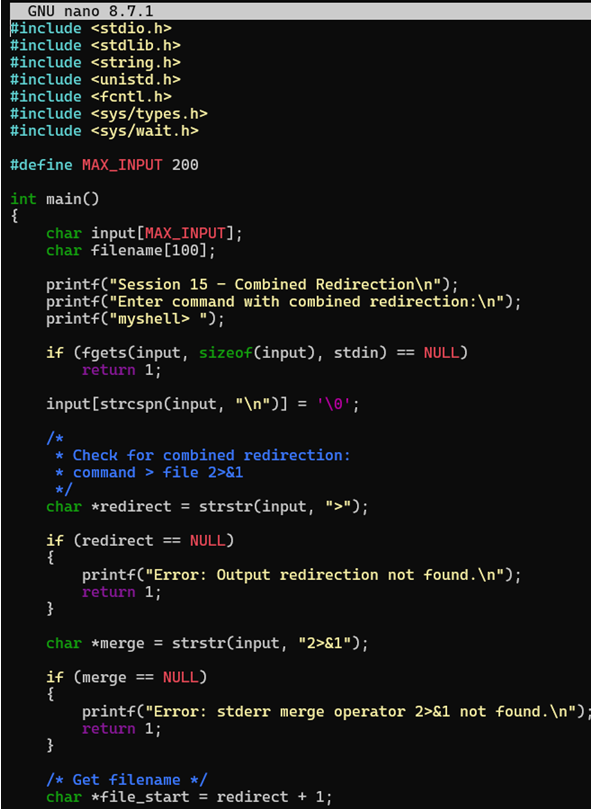 GNU nano 8.7.1
#include <stdio.h>
#include <stdlib.h>
#include <string.h>
#include <unistd.h>
#include <fcntl.h>
#include <sys/types.h>
#include <sys/wait.h>

#define MAX_INPUT 200

int main()
{
    char input[MAX_INPUT];
    char filename[100];

    printf("Session 15 - Combined Redirection\n");
    printf("Enter command with combined redirection:\n");
    printf("myshell> ");

    if (fgets(input, sizeof(input), stdin) == NULL)
        return 1;

    input[strcspn(input, "\n")] = '\0';

    /*
     * Check for combined redirection:
     * command > file 2>&1
     */
    char *redirect = strstr(input, ">");

    if (redirect == NULL)
    {
        printf("Error: Output redirection not found.\n");
        return 1;
    }

    char *merge = strstr(input, "2>&1");

    if (merge == NULL)
    {
        printf("Error: stderr merge operator 2>&1 not found.\n");
        return 1;
    }

    /* Get filename */
    char *file_start = redirect + 1;